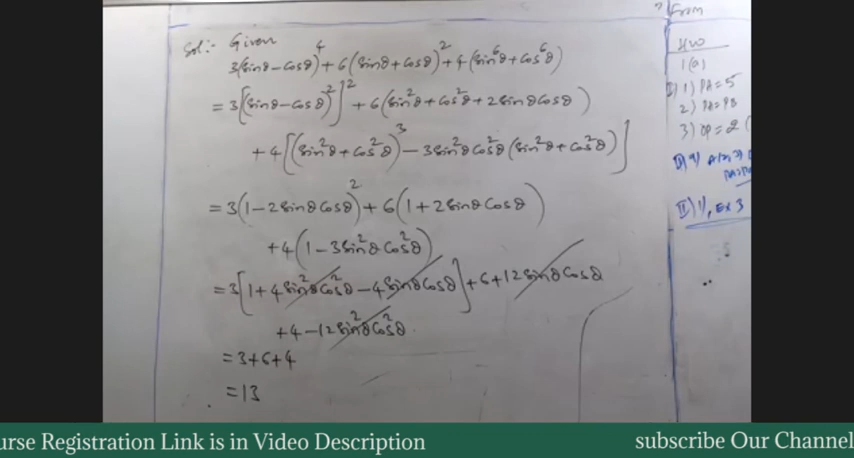 Sol:- Given
3(sinθ-cosθ)⁴+6(sinθ+cosθ)²+4(sin⁶θ+cos⁶θ)
=3[(sinθ-cosθ)²]²+6(sin²θ+cos²θ+2sinθcosθ)
+4[(sin²θ+cos²θ)³-3sin²θcos²θ(sin²θ+cos²θ)]
=3(1-2sinθcosθ)²+6(1+2sinθcosθ)
+4(1-3sin²θcos²θ)
=3[1+4sin²θcos²θ-4sinθcosθ]+6+12sinθcosθ
+4-12sin²θcos²θ
=3+6+4
=13
From
HW
1(a)
1) PA=5
2) PA=PB
3) OP=2
II) 1), Ex 3
urse Registration Link is in Video Description
subscribe Our Channel